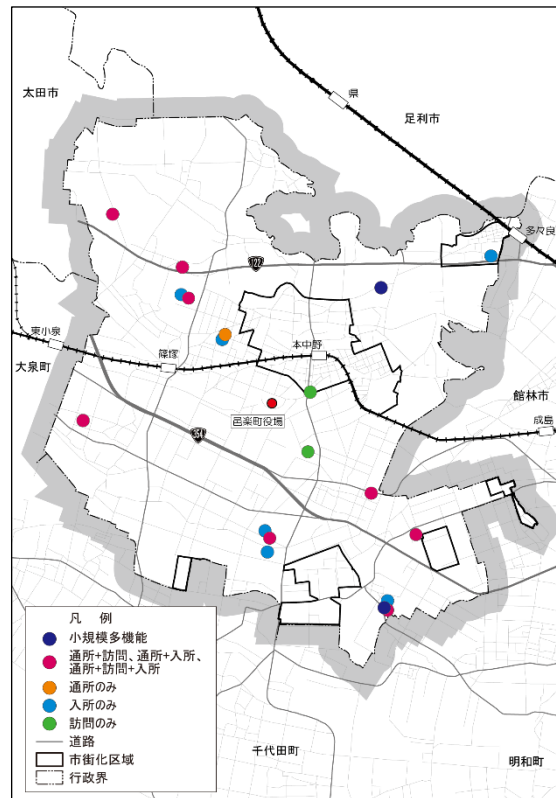 太田市
県
足利市
多々良
122
東小泉
本中野
篠塚
大泉町
館林市
邑楽町役場
成島
354
凡 例
小規模多機能
通所+訪問、通所+入所、
通所+訪問+入所
通所のみ
入所のみ
訪問のみ
道路
市街化区域
行政界
千代田町
明和町